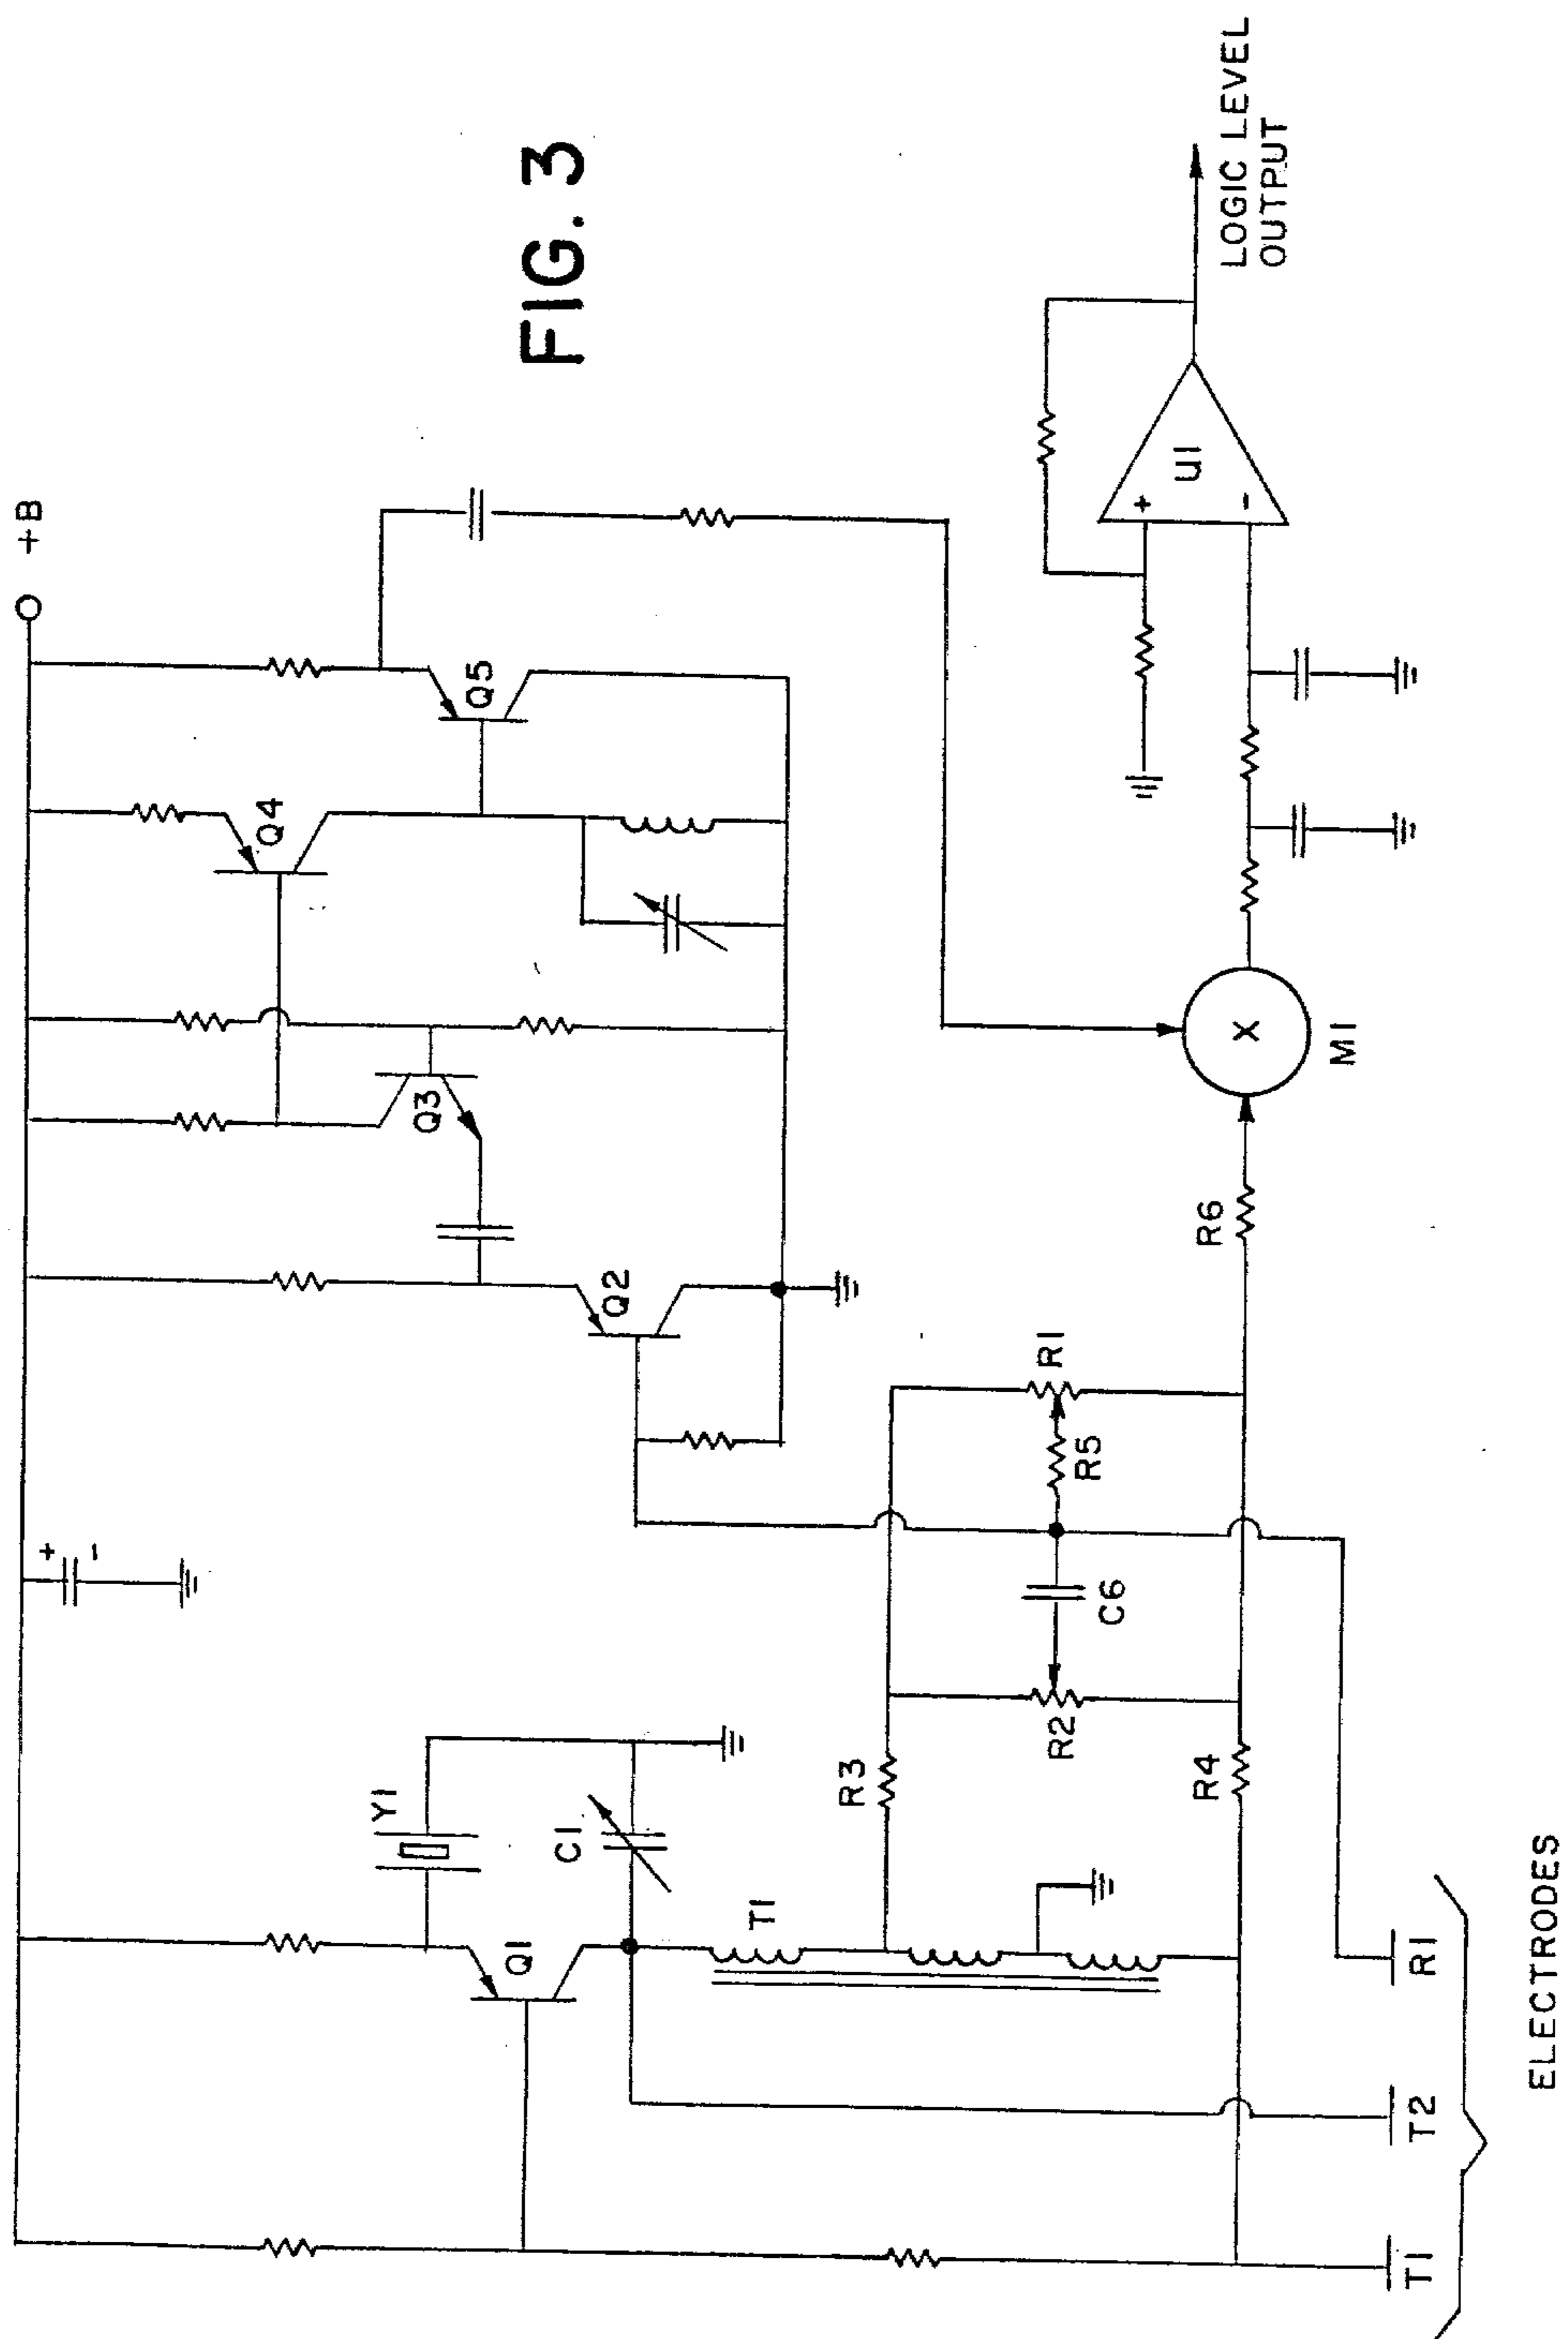 FIG. 3
+B
Q4
Q5
Q3
Q2
+
-
Y1
C1
Q1
T1
R3
R2
C6
R5
R1
R4
R6
X
M1
+
-
U1
LOGIC LEVEL
OUTPUT
T1
T2
R1
ELECTRODES